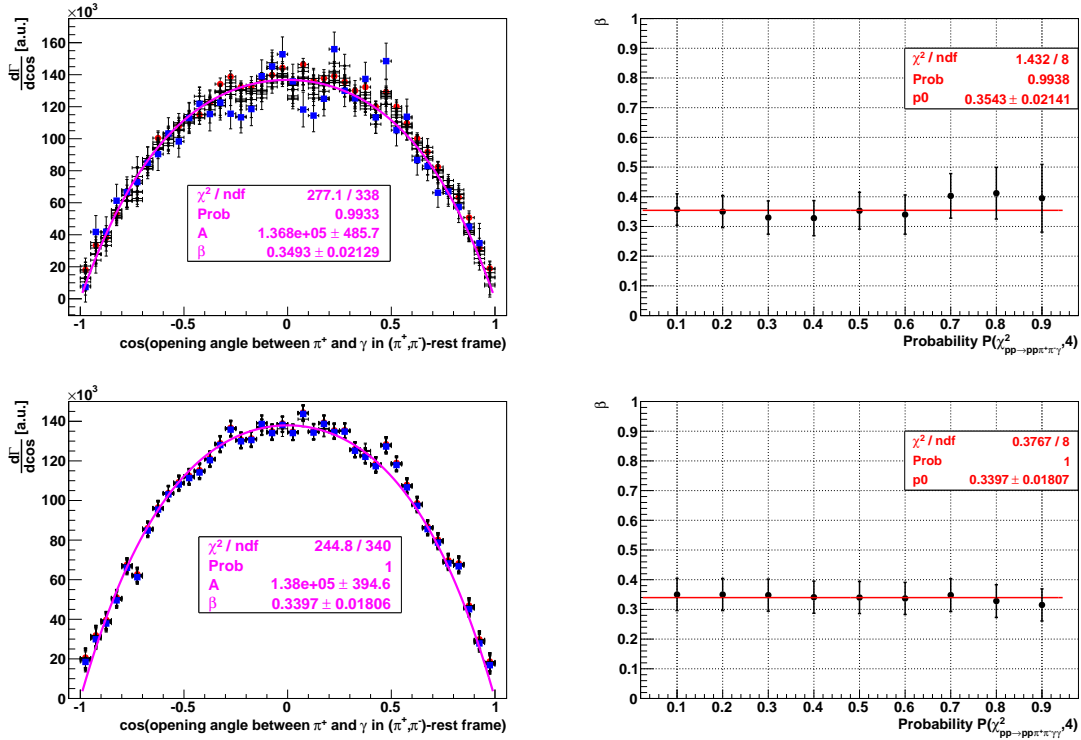 ×10³
dΓ/dcos [a.u.]
160
140
120
100
80
60
40
20
0
χ² / ndf 277.1 / 338
Prob 0.9933
A 1.368e+05 ± 485.7
β 0.3493 ± 0.02129
-1 -0.5 0 0.5 1
cos(opening angle between π⁺ and γ in (π⁺,π⁻)-rest frame)
β
1
0.9
0.8
0.7
0.6
0.5
0.4
0.3
0.2
0.1
0
χ² / ndf 1.432 / 8
Prob 0.9938
p0 0.3543 ± 0.02141
0.1 0.2 0.3 0.4 0.5 0.6 0.7 0.8 0.9
Probability P(χ²pp→ppπ⁺π⁻γ,4)
×10³
dΓ/dcos [a.u.]
140
120
100
80
60
40
20
0
χ² / ndf 244.8 / 340
Prob 1
A 1.38e+05 ± 394.6
β 0.3397 ± 0.01806
-1 -0.5 0 0.5 1
cos(opening angle between π⁺ and γ in (π⁺,π⁻)-rest frame)
β
1
0.9
0.8
0.7
0.6
0.5
0.4
0.3
0.2
0.1
0
χ² / ndf 0.3767 / 8
Prob 1
p0 0.3397 ± 0.01807
0.1 0.2 0.3 0.4 0.5 0.6 0.7 0.8 0.9
Probability P(χ²pp→ppπ⁺π⁻γγ,4)